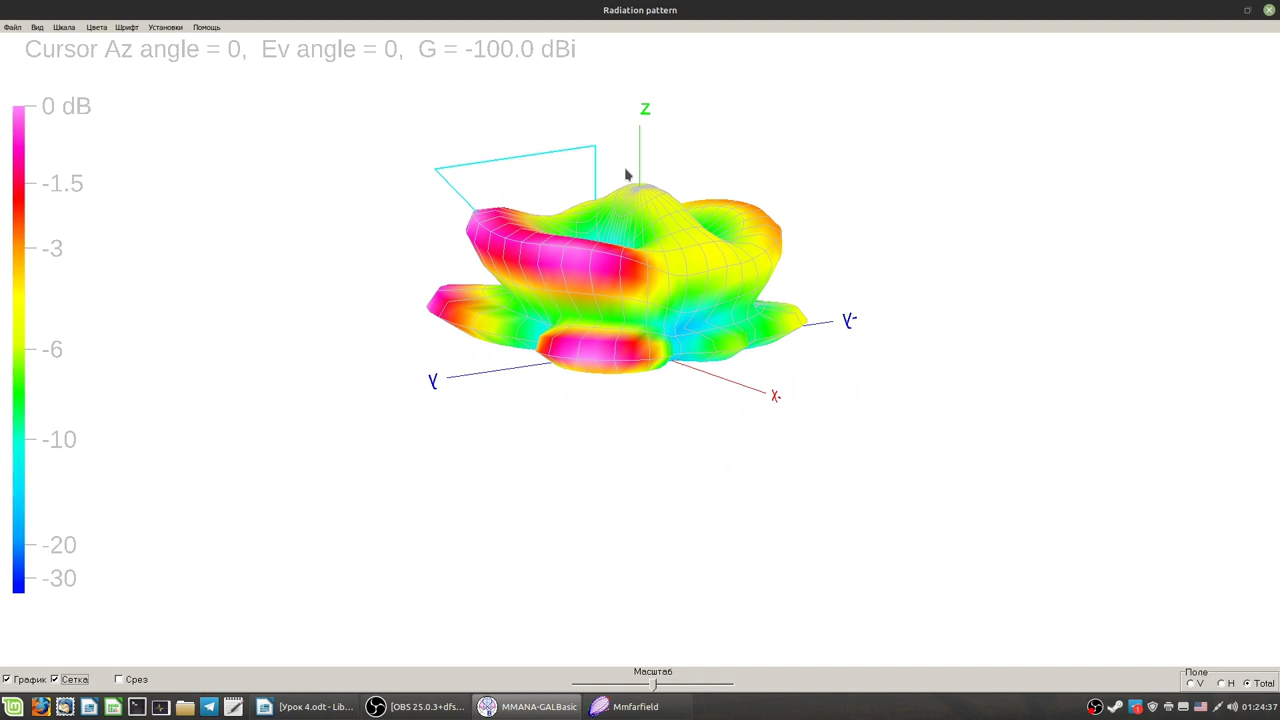 Radiation pattern
Файл Вид Шкала Цвета Шрифт Установки Помощь
Cursor Az angle = 0, Ev angle = 0, G = -100.0 dBi
0 dB
-1.5
-3
-6
-10
-20
-30
Z
Y-
Y
X-
Масштаб
График Сетка Срез
Поле
V H Total
[Урок 4.odt - Lib...
[OBS 25.0.3+dfs...
MMANA-GALBasic
Mmfarfield
01:24:37